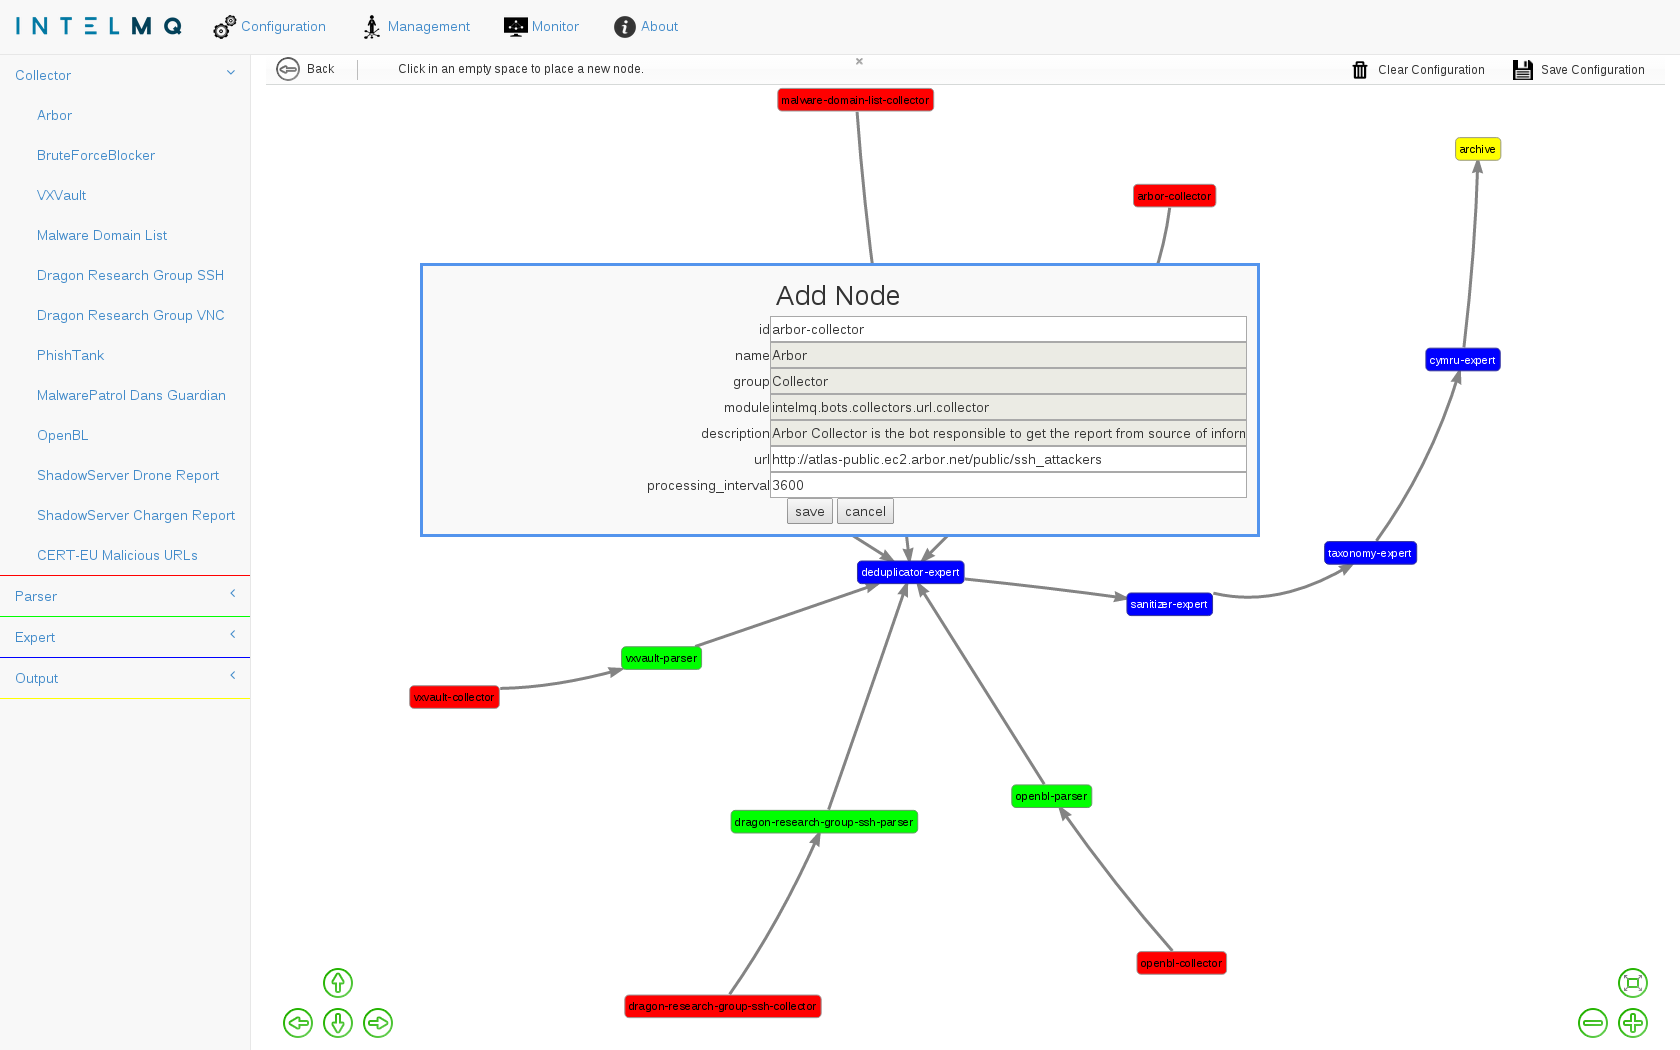 INTELMQ
Configuration
Management
Monitor
About
Collector
Arbor
BruteForceBlocker
VXVault
Malware Domain List
Dragon Research Group SSH
Dragon Research Group VNC
PhishTank
MalwarePatrol Dans Guardian
OpenBL
ShadowServer Drone Report
ShadowServer Chargen Report
CERT-EU Malicious URLs
Parser
Expert
Output
Back
Click in an empty space to place a new node.
Clear Configuration
Save Configuration
malware-domain-list-collector
archive
arbor-collector
Add Node
id arbor-collector
name Arbor
group Collector
module intelmq.bots.collectors.url.collector
description Arbor Collector is the bot responsible to get the report from source of inforn
url http://atlas-public.ec2.arbor.net/public/ssh_attackers
processing_interval 3600
save cancel
cymru-expert
taxonomy-expert
deduplicator-expert
sanitizer-expert
vxvault-parser
vxvault-collector
openbl-parser
dragon-research-group-ssh-parser
openbl-collector
dragon-research-group-ssh-collector